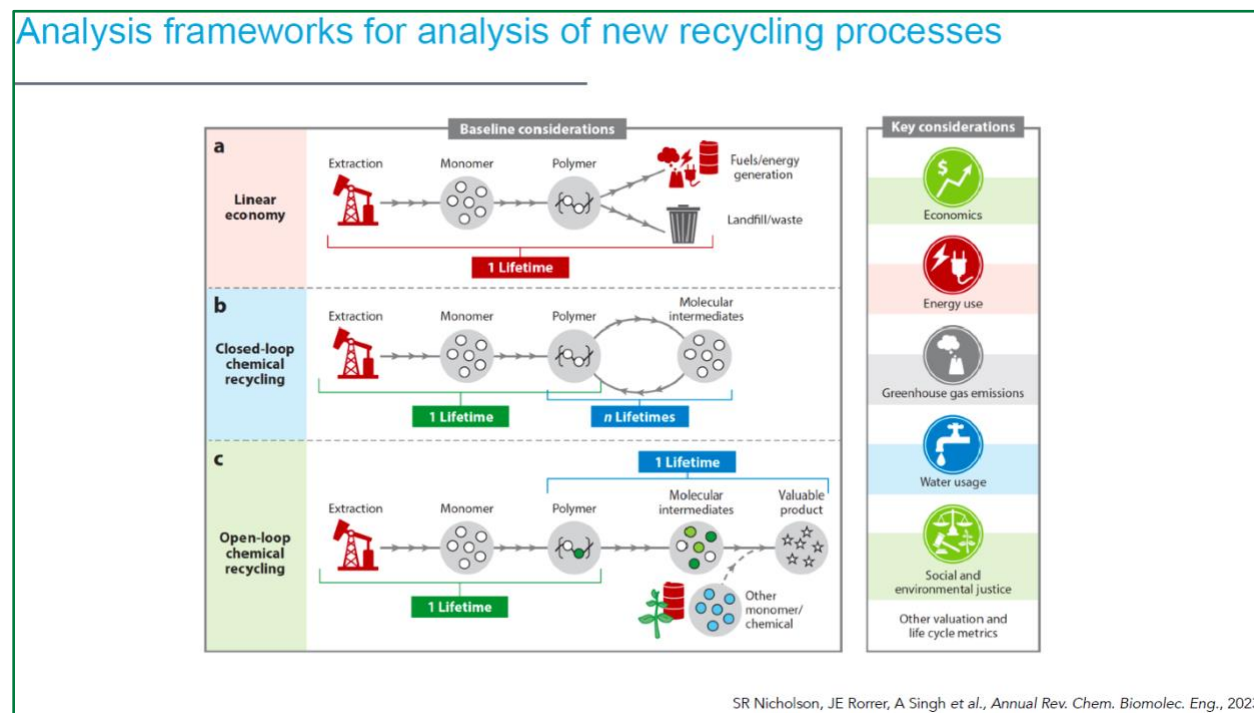 Analysis frameworks for analysis of new recycling processes
Baseline considerations
a
Linear
economy
Extraction
Monomer
Polymer
Fuels/energy
generation
Landfill/waste
1 Lifetime
b
Closed-loop
chemical
recycling
Extraction
Monomer
Polymer
Molecular
intermediates
1 Lifetime
n Lifetimes
c
Open-loop
chemical
recycling
1 Lifetime
Extraction
Monomer
Polymer
Molecular
intermediates
Valuable
product
Other
monomer/
chemical
1 Lifetime
Key considerations
$
Economics
Energy use
Greenhouse gas emissions
Water usage
Social and
environmental justice
Other valuation and
life cycle metrics
SR Nicholson, JE Rorrer, A Singh et al., Annual Rev. Chem. Biomolec. Eng.,